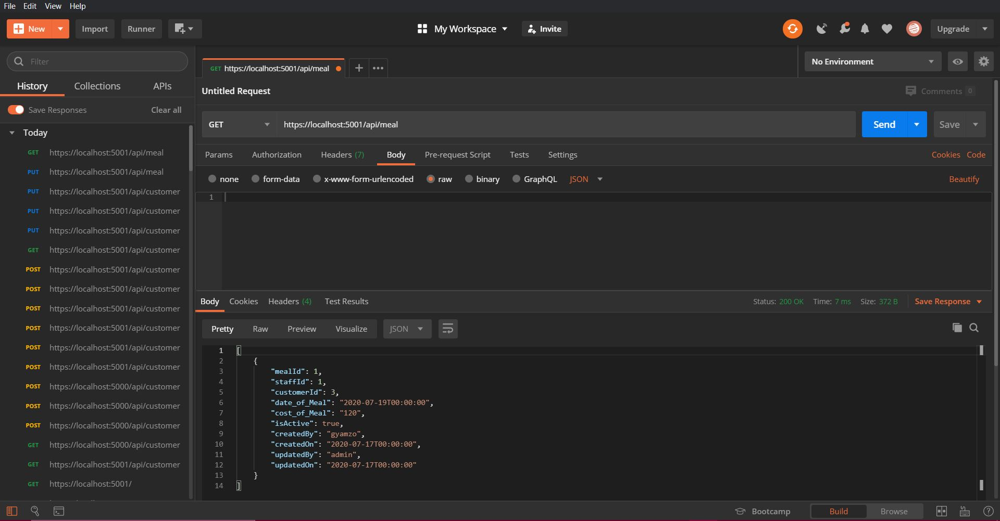 File Edit View Help
New Import Runner My Workspace Invite Upgrade
Filter
History Collections APIs
Save Responses Clear all
Today
GET https://localhost:5001/api/meal
PUT https://localhost:5001/api/meal
PUT https://localhost:5001/api/customer
PUT https://localhost:5001/api/customer
PUT https://localhost:5001/api/customer
GET https://localhost:5001/api/customer
POST https://localhost:5001/api/customer
POST https://localhost:5001/api/customer
POST https://localhost:5001/api/customer
POST https://localhost:5001/api/customer
POST https://localhost:5001/api/customer
POST https://localhost:5001/api/customer
POST https://localhost:5000/api/customer
POST https://localhost:5000/api/customer
POST https://localhost:5000/api/customer
GET https://localhost:5000/api/customer
GET https://localhost:5001/api/customer
GET https://localhost:5001/
GET https://localhost:5001/api/meal
No Environment
Untitled Request
Comments 0
GET https://localhost:5001/api/meal Send Save
Params Authorization Headers (7) Body Pre-request Script Tests Settings Cookies Code
none form-data x-www-form-urlencoded raw binary GraphQL JSON Beautify
1
Body Cookies Headers (4) Test Results Status: 200 OK Time: 7 ms Size: 372 B Save Response
Pretty Raw Preview Visualize JSON
1 [
2 {
3 "mealId": 1,
4 "staffId": 1,
5 "customerId": 3,
6 "date_of_Meal": "2020-07-19T00:00:00",
7 "cost_of_Meal": "120",
8 "isActive": true,
9 "createdBy": "gyamzo",
10 "createdOn": "2020-07-17T00:00:00",
11 "updatedBy": "admin",
12 "updatedOn": "2020-07-17T00:00:00"
13 }
14 ]
Bootcamp Build Browse